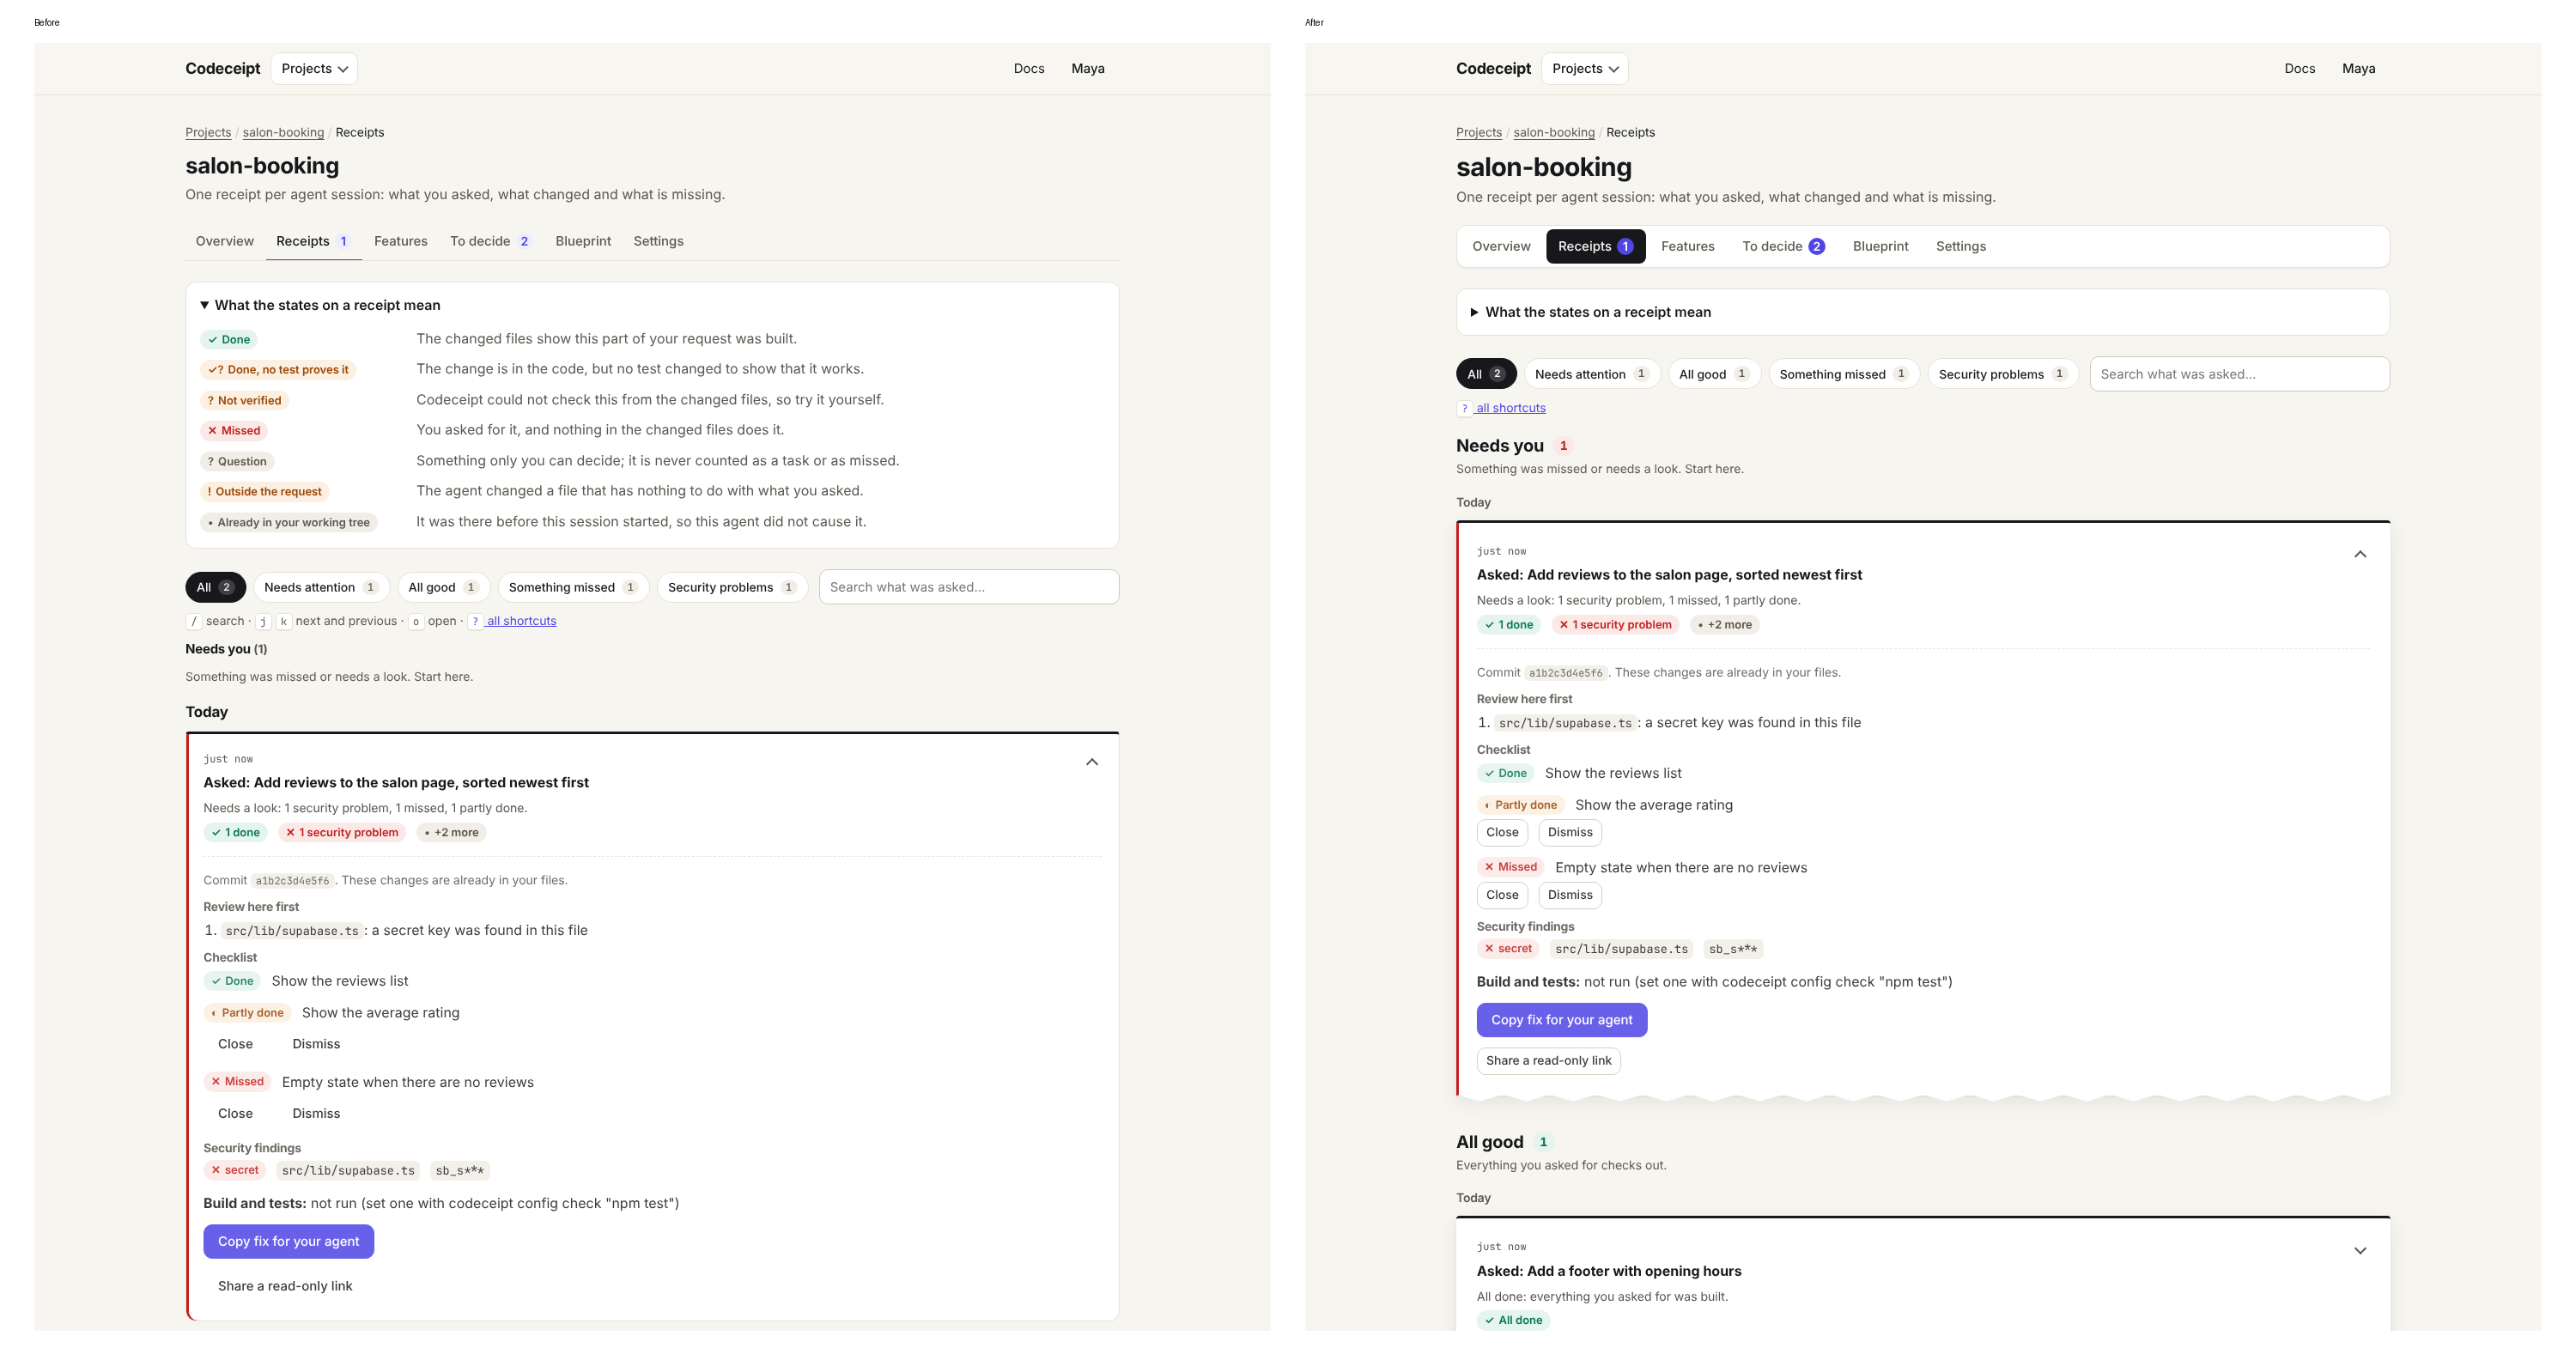 Before
Codeceipt Projects Docs Maya
Projects / salon-booking / Receipts
salon-booking
One receipt per agent session: what you asked, what changed and what is missing.
Overview Receipts 1 Features To decide 2 Blueprint Settings
▼ What the states on a receipt mean
✓ Done The changed files show this part of your request was built.
✓? Done, no test proves it The change is in the code, but no test changed to show that it works.
? Not verified Codeceipt could not check this from the changed files, so try it yourself.
✕ Missed You asked for it, and nothing in the changed files does it.
? Question Something only you can decide; it is never counted as a task or as missed.
! Outside the request The agent changed a file that has nothing to do with what you asked.
• Already in your working tree It was there before this session started, so this agent did not cause it.
All 2 Needs attention 1 All good 1 Something missed 1 Security problems 1 Search what was asked...
/ search · j k next and previous · o open · ? all shortcuts
Needs you (1)
Something was missed or needs a look. Start here.
Today
just now
Asked: Add reviews to the salon page, sorted newest first
Needs a look: 1 security problem, 1 missed, 1 partly done.
✓ 1 done ✕ 1 security problem • +2 more
Commit a1b2c3d4e5f6. These changes are already in your files.
Review here first
1. src/lib/supabase.ts: a secret key was found in this file
Checklist
✓ Done Show the reviews list
Partly done Show the average rating
Close Dismiss
✕ Missed Empty state when there are no reviews
Close Dismiss
Security findings
✕ secret src/lib/supabase.ts sb_s***
Build and tests: not run (set one with codeceipt config check "npm test")
Copy fix for your agent
Share a read-only link
After
Codeceipt Projects Docs Maya
Projects / salon-booking / Receipts
salon-booking
One receipt per agent session: what you asked, what changed and what is missing.
Overview Receipts 1 Features To decide 2 Blueprint Settings
▶ What the states on a receipt mean
All 2 Needs attention 1 All good 1 Something missed 1 Security problems 1 Search what was asked...
? all shortcuts
Needs you 1
Something was missed or needs a look. Start here.
Today
just now
Asked: Add reviews to the salon page, sorted newest first
Needs a look: 1 security problem, 1 missed, 1 partly done.
✓ 1 done ✕ 1 security problem • +2 more
Commit a1b2c3d4e5f6. These changes are already in your files.
Review here first
1. src/lib/supabase.ts: a secret key was found in this file
Checklist
✓ Done Show the reviews list
Partly done Show the average rating
Close Dismiss
✕ Missed Empty state when there are no reviews
Close Dismiss
Security findings
✕ secret src/lib/supabase.ts sb_s***
Build and tests: not run (set one with codeceipt config check "npm test")
Copy fix for your agent
Share a read-only link
All good 1
Everything you asked for checks out.
Today
just now
Asked: Add a footer with opening hours
All done: everything you asked for was built.
✓ All done